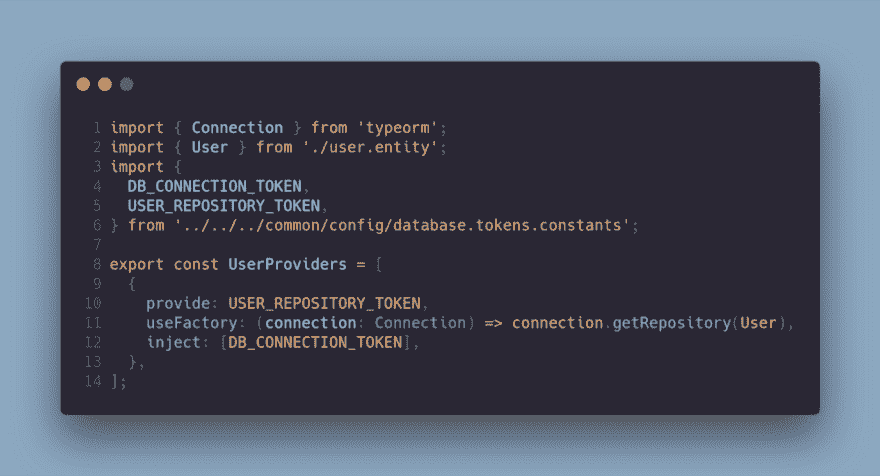 1 import { Connection } from 'typeorm';
2 import { User } from './user.entity';
3 import {
4   DB_CONNECTION_TOKEN,
5   USER_REPOSITORY_TOKEN,
6 } from '../../../common/config/database.tokens.constants';
7
8 export const UserProviders = [
9   {
10     provide: USER_REPOSITORY_TOKEN,
11     useFactory: (connection: Connection) => connection.getRepository(User),
12     inject: [DB_CONNECTION_TOKEN],
13   },
14 ];